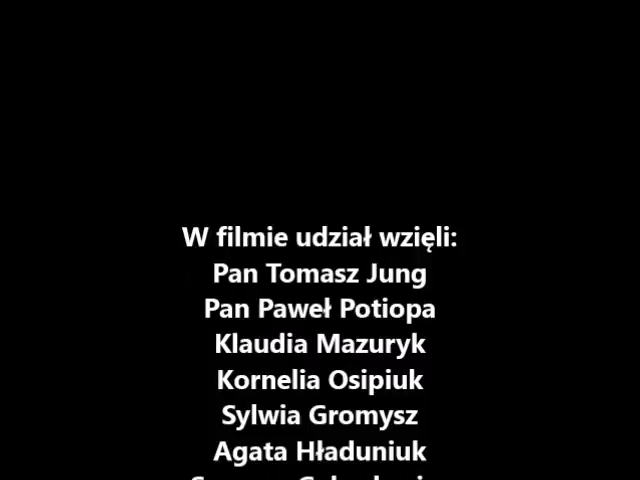 W filmie udział wzięli:
Pan Tomasz Jung
Pan Paweł Potiopa
Klaudia Mazuryk
Kornelia Osipiuk
Sylwia Gromysz
Agata Hładuniuk